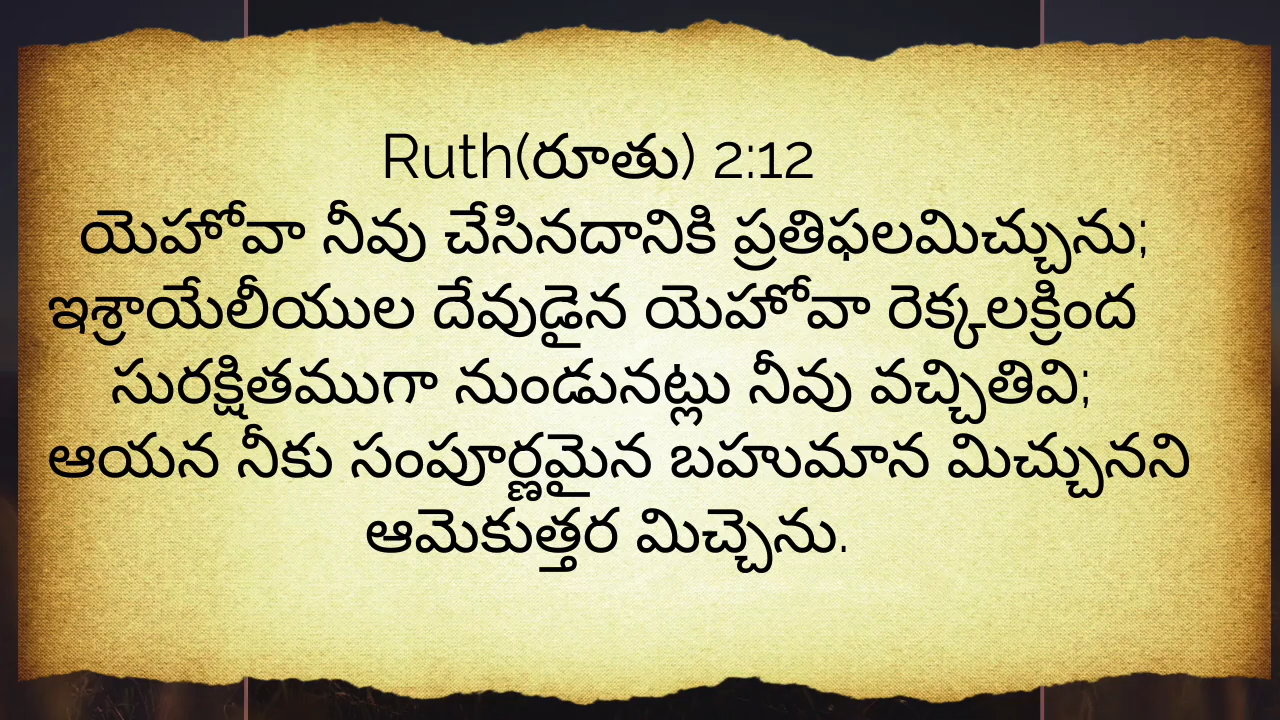 Ruth(రూతు) 2:12
యెహోవా నీవు చేసినదానికి ప్రతిఫలమిచ్చును;
ఇశ్రాయేలీయుల దేవుడైన యెహోవా రెక్కలక్రింద
సురక్షితముగా నుండునట్లు నీవు వచ్చితివి;
ఆయన నీకు సంపూర్ణమైన బహుమాన మిచ్చునని
ఆమెకుత్తర మిచ్చెను.